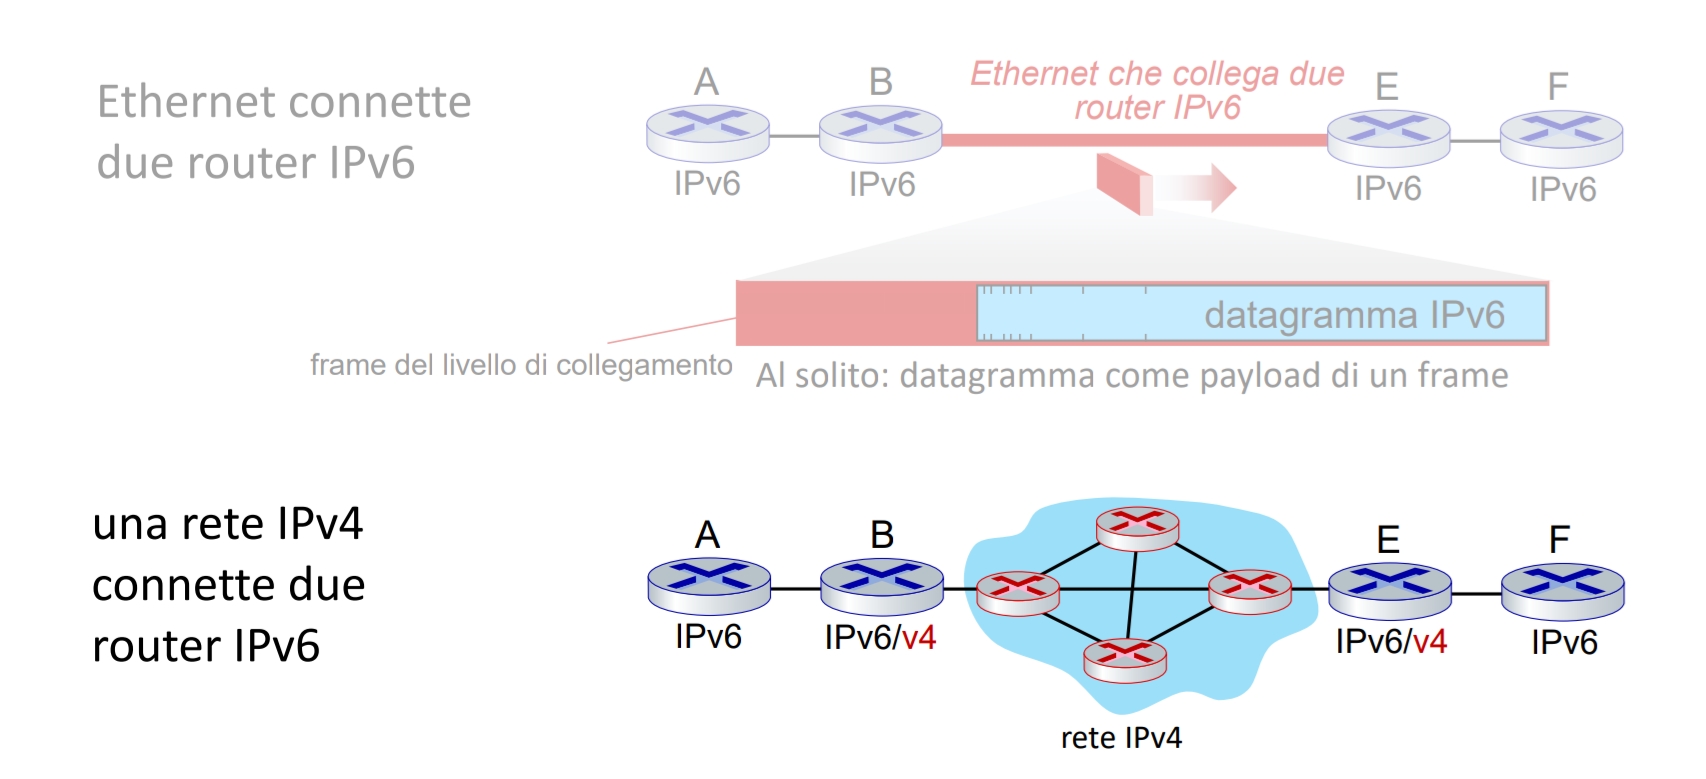 Ethernet connette
due router IPv6
A
B
Ethernet che collega due
router IPv6
E
F
IPv6
IPv6
IPv6
IPv6
datagramma IPv6
frame del livello di collegamento
Al solito: datagramma come payload di un frame
una rete IPv4
connette due
router IPv6
A
B
E
F
IPv6
IPv6/v4
IPv6/v4
IPv6
rete IPv4